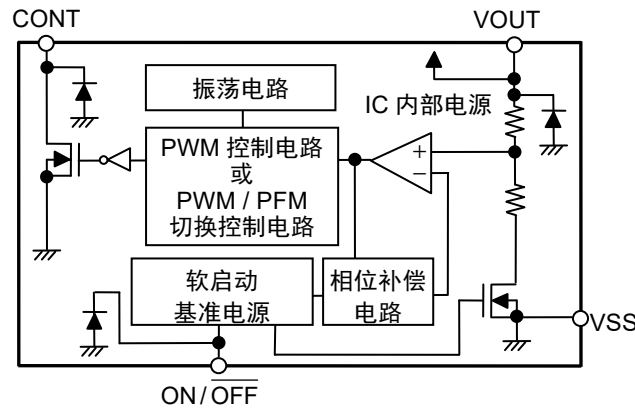 CONT
VOUT
振荡电路
IC 内部电源
PWM 控制电路
或
PWM / PFM
切换控制电路
+
−
软启动
基准电源
相位补偿
电路
VSS
ON / OFF